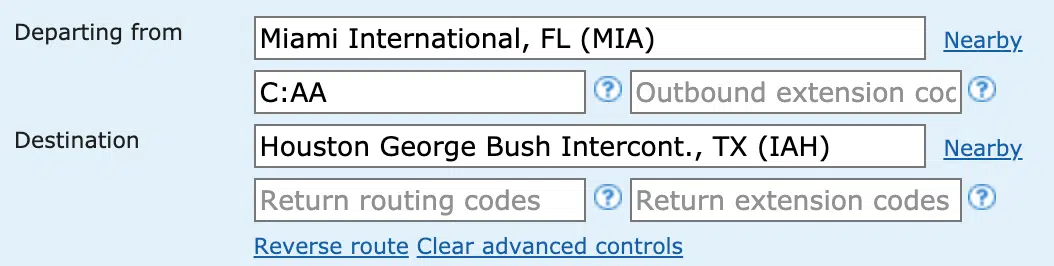 Departing from Miami International, FL (MIA) Nearby
C:AA ? Outbound extension coc ?
Destination Houston George Bush Intercont., TX (IAH) Nearby
Return routing codes ? Return extension codes ?
Reverse route Clear advanced controls